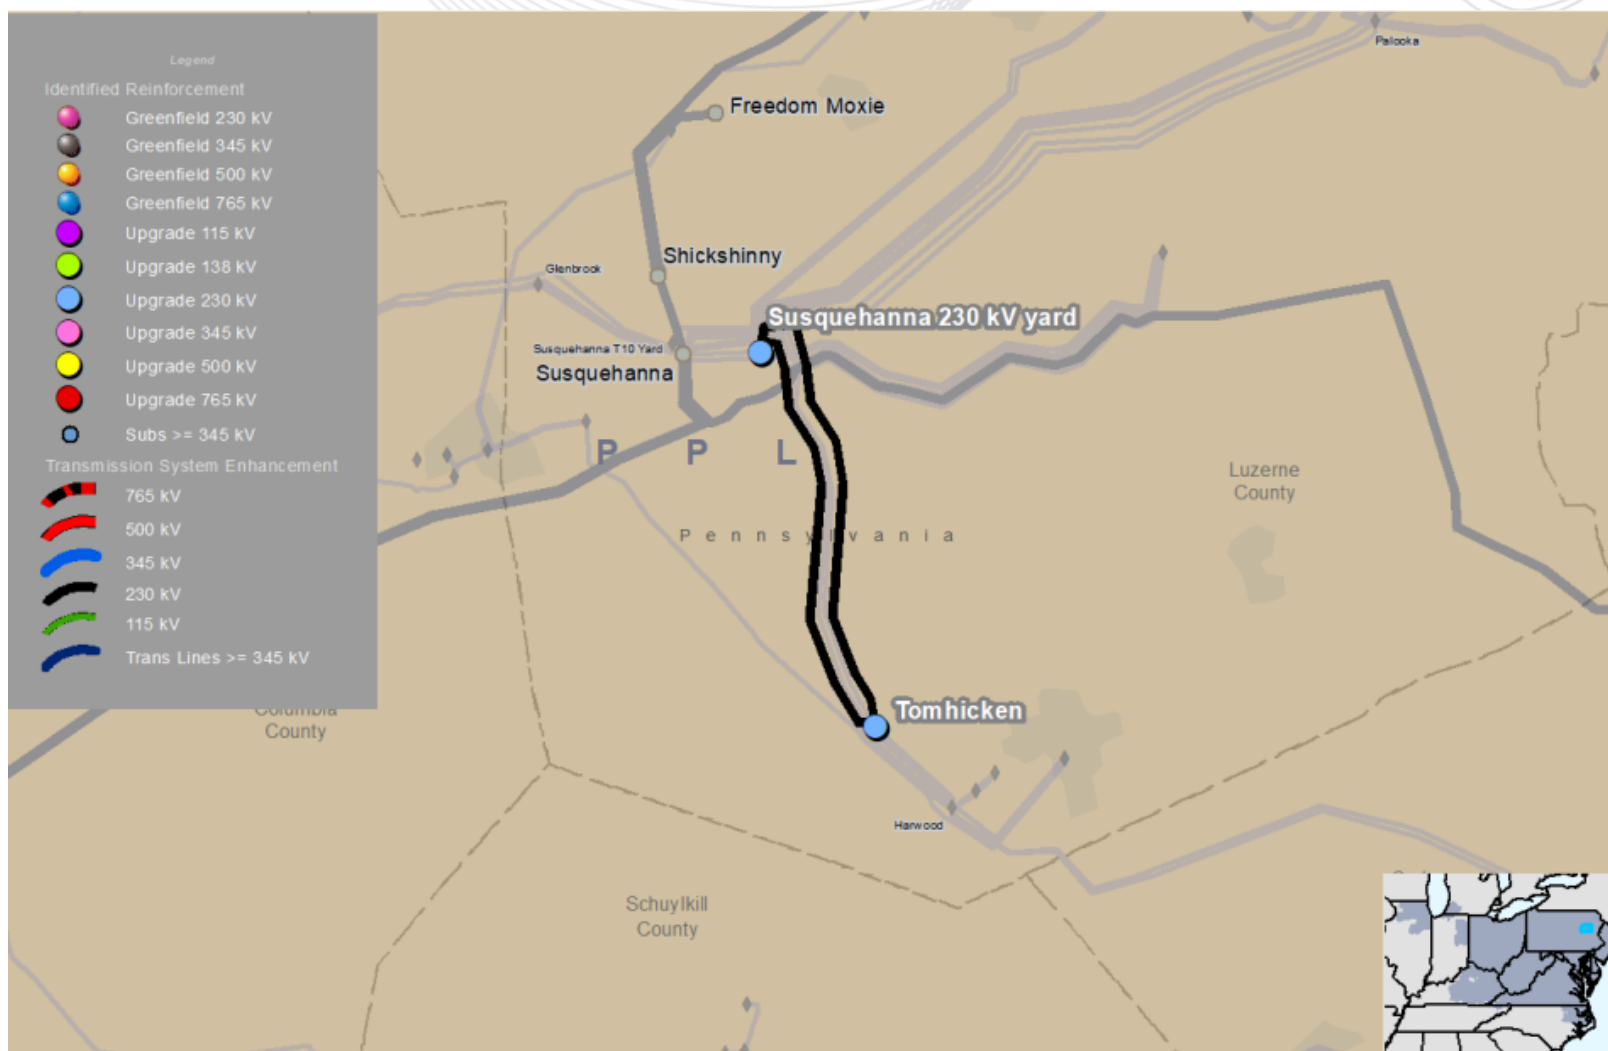 Legend
Identified Reinforcement
Greenfield 230 kV
Greenfield 345 kV
Greenfield 500 kV
Greenfield 765 kV
Upgrade 115 kV
Upgrade 138 kV
Upgrade 230 kV
Upgrade 345 kV
Upgrade 500 kV
Upgrade 765 kV
Subs >= 345 kV
Transmission System Enhancement
765 kV
500 kV
345 kV
230 kV
115 kV
Trans Lines >= 345 kV
Palooka
Freedom Moxie
Shickshinny
Glenbrook
Susquehanna 230 kV yard
Susquehanna T10 Yard
Susquehanna
P P L
Luzerne
County
Pennsylvania
Tomhicken
Columbia
County
Harwood
Schuylkill
County